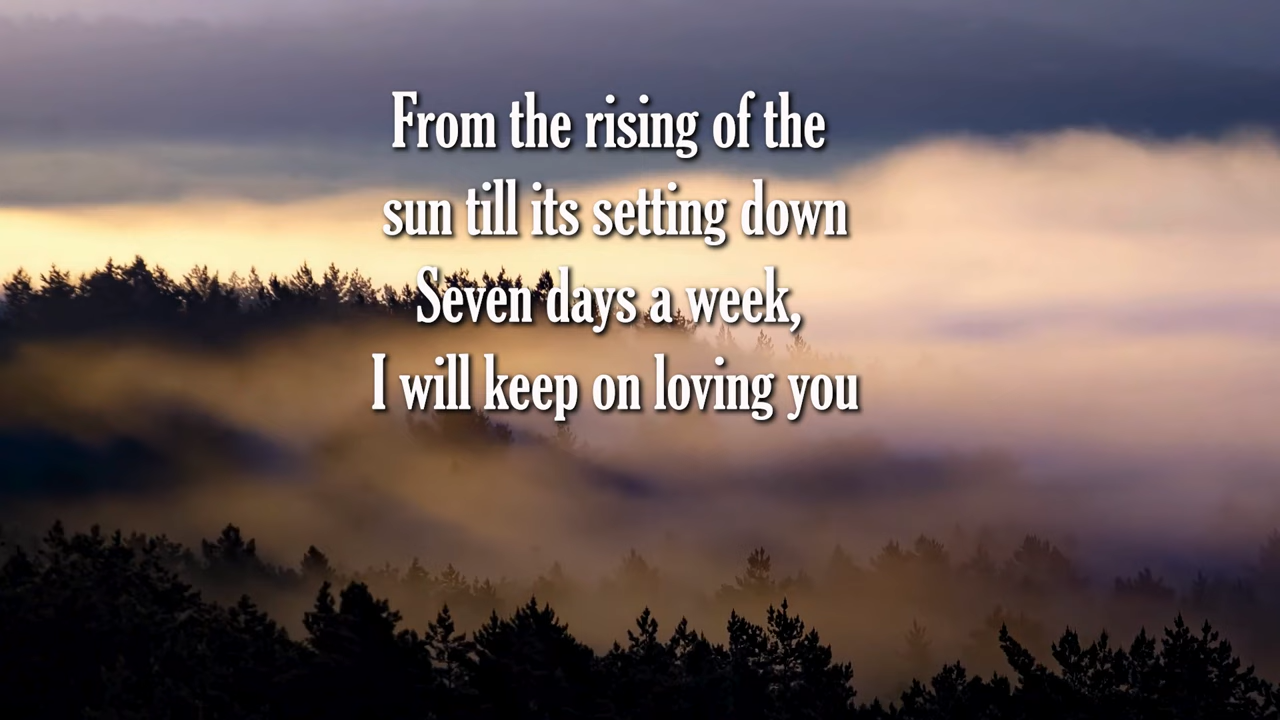 From the rising of the
sun till its setting down
Seven days a week,
I will keep on loving you